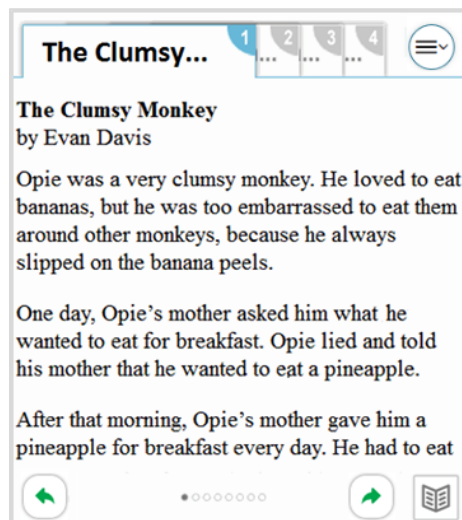 The Clumsy...
1
...
2
...
3
...
4
The Clumsy Monkey
by Evan Davis
Opie was a very clumsy monkey. He loved to eat
bananas, but he was too embarrassed to eat them
around other monkeys, because he always
slipped on the banana peels.
One day, Opie’s mother asked him what he
wanted to eat for breakfast. Opie lied and told
his mother that he wanted to eat a pineapple.
After that morning, Opie’s mother gave him a
pineapple for breakfast every day. He had to eat